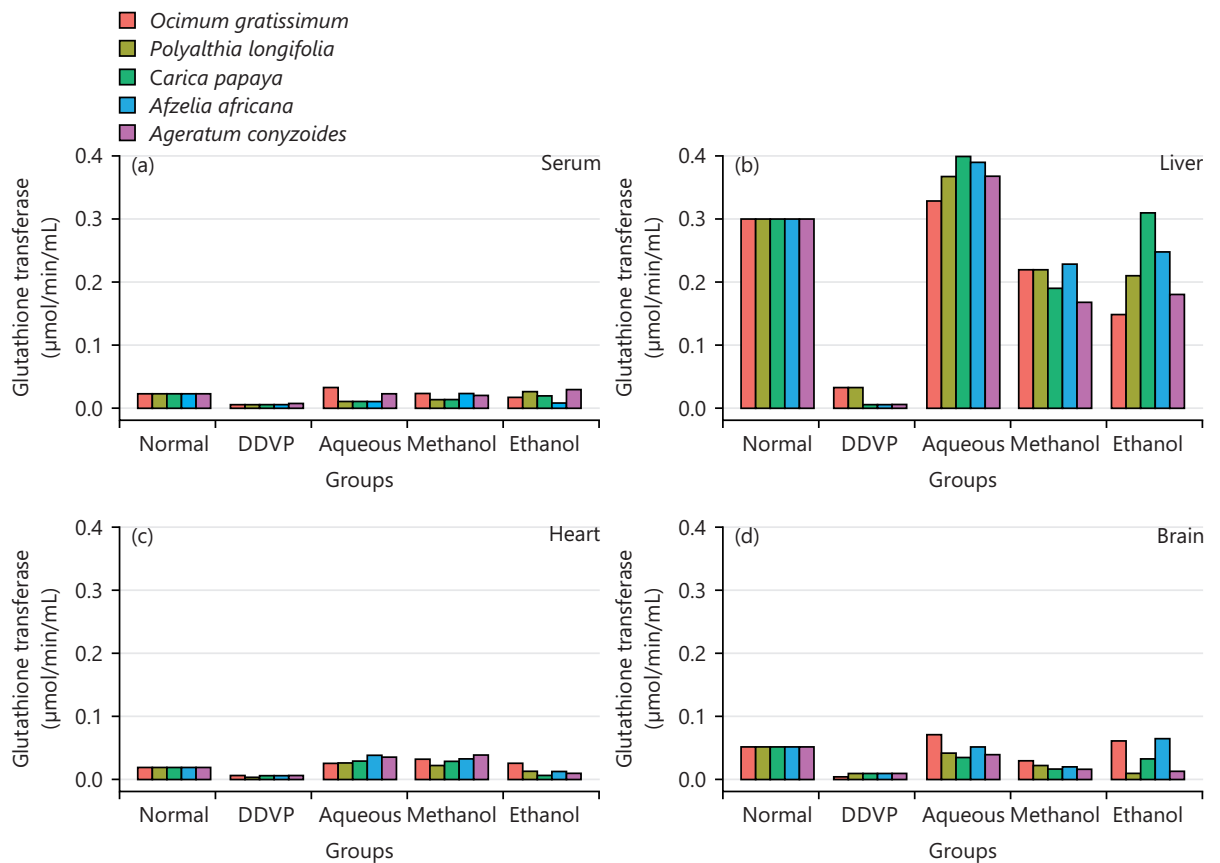 Ocimum gratissimum
Polyalthia longifolia
Carica papaya
Afzelia africana
Ageratum conyzoides
(a)
Serum
Glutathione transferase
(µmol/min/mL)
0.4
0.3
0.2
0.1
0.0
Normal DDVP Aqueous Methanol Ethanol
Groups
(b)
Liver
Glutathione transferase
(µmol/min/mL)
0.4
0.3
0.2
0.1
0.0
Normal DDVP Aqueous Methanol Ethanol
Groups
(c)
Heart
Glutathione transferase
(µmol/min/mL)
0.4
0.3
0.2
0.1
0.0
Normal DDVP Aqueous Methanol Ethanol
Groups
(d)
Brain
Glutathione transferase
(µmol/min/mL)
0.4
0.3
0.2
0.1
0.0
Normal DDVP Aqueous Methanol Ethanol
Groups